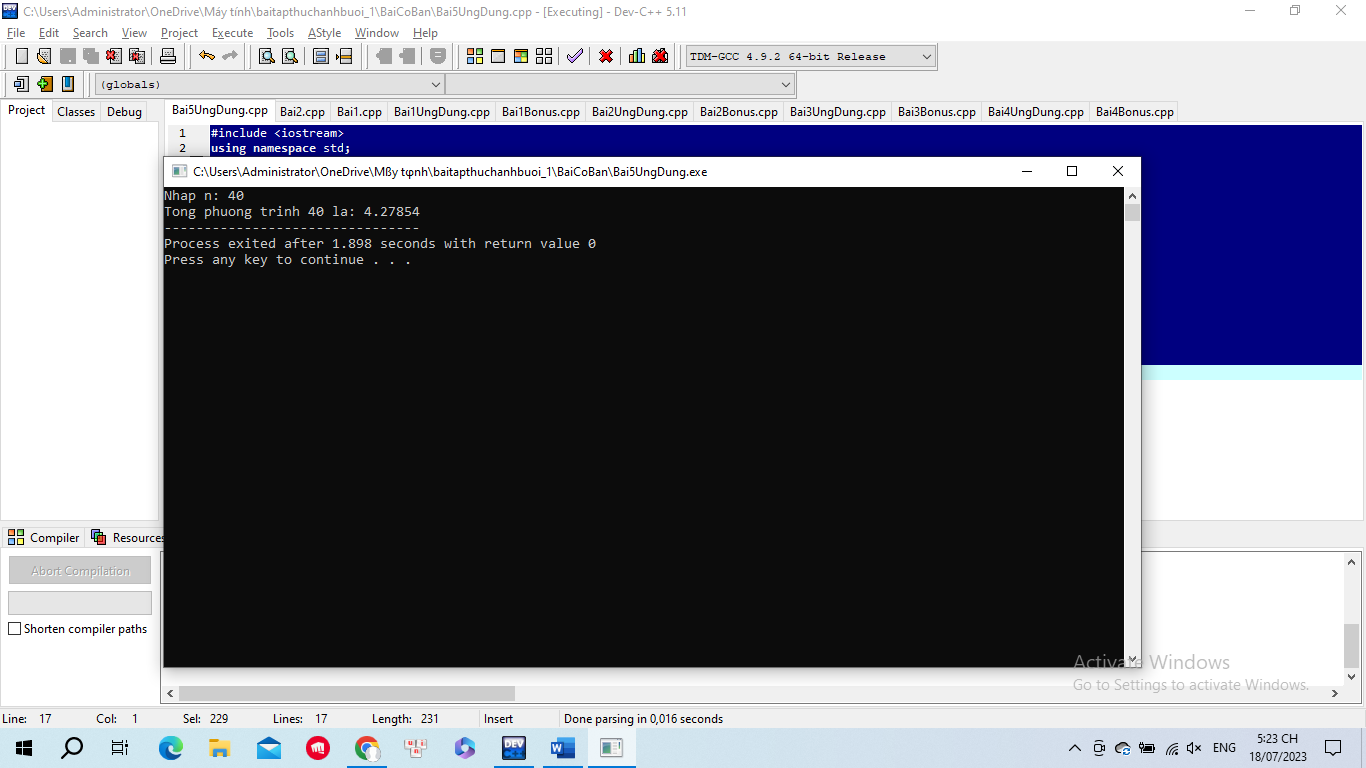 C:\Users\Administrator\OneDrive\Máy tính\baitapthuchanhbuoi_1\BaiCoBan\Bai5UngDung.cpp - [Executing] - Dev-C++ 5.11
File Edit Search View Project Execute Tools AStyle Window Help
TDM-GCC 4.9.2 64-bit Release
(globals)
Project Classes Debug
Bai5UngDung.cpp Bai2.cpp Bai1.cpp Bai1UngDung.cpp Bai1Bonus.cpp Bai2UngDung.cpp Bai2Bonus.cpp Bai3UngDung.cpp Bai3Bonus.cpp Bai4UngDung.cpp Bai4Bonus.cpp
1 #include <iostream>
2 using namespace std;
C:\Users\Administrator\OneDrive\Mßy tφnh\baitapthuchanhbuoi_1\BaiCoBan\Bai5UngDung.exe
Nhap n: 40
Tong phuong trinh 40 la: 4.27854
--------------------------------
Process exited after 1.898 seconds with return value 0
Press any key to continue . . .
Compiler Resources
Abort Compilation
Shorten compiler paths
Activate Windows
Go to Settings to activate Windows.
Line: 17 Col: 1 Sel: 229 Lines: 17 Length: 231 Insert Done parsing in 0,016 seconds
DEV C++
W
ENG
5:23 CH
18/07/2023